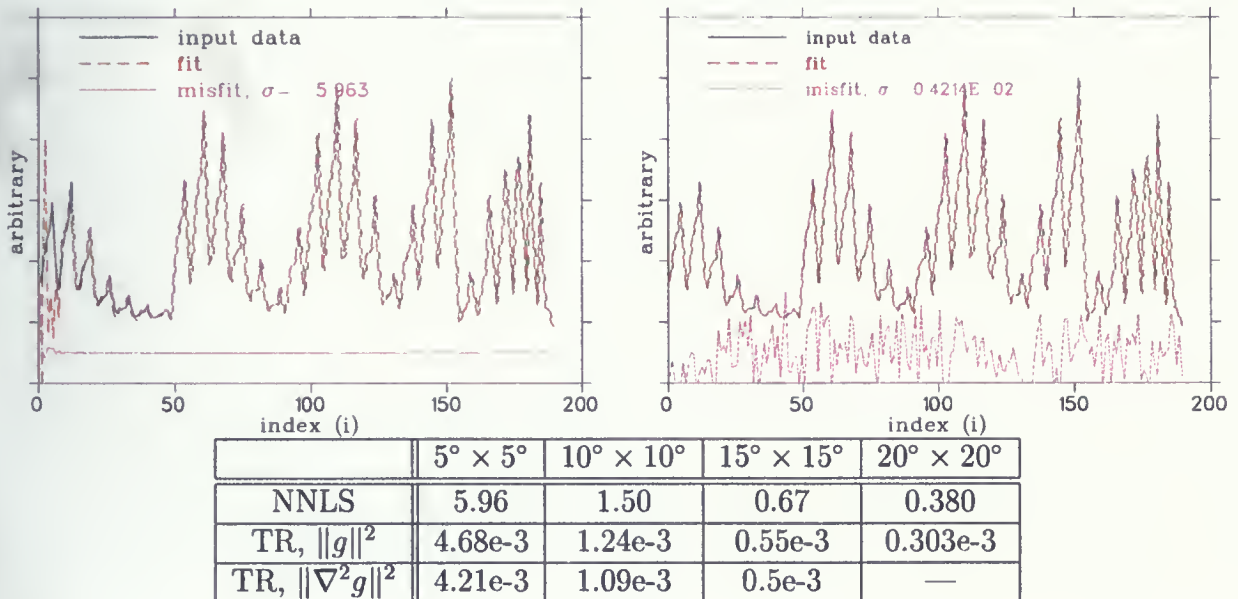 input data
fit
misfit, σ– 5 963
arbitrary
0 50 100 150 200
index (i)
input data
fit
misfit, σ 0 4214E 02
arbitrary
0 50 100 150 200
index (i)
5° × 5° 10° × 10° 15° × 15° 20° × 20°
NNLS 5.96 1.50 0.67 0.380
TR, ‖g‖² 4.68e-3 1.24e-3 0.55e-3 0.303e-3
TR, ‖∇²g‖² 4.21e-3 1.09e-3 0.5e-3 —